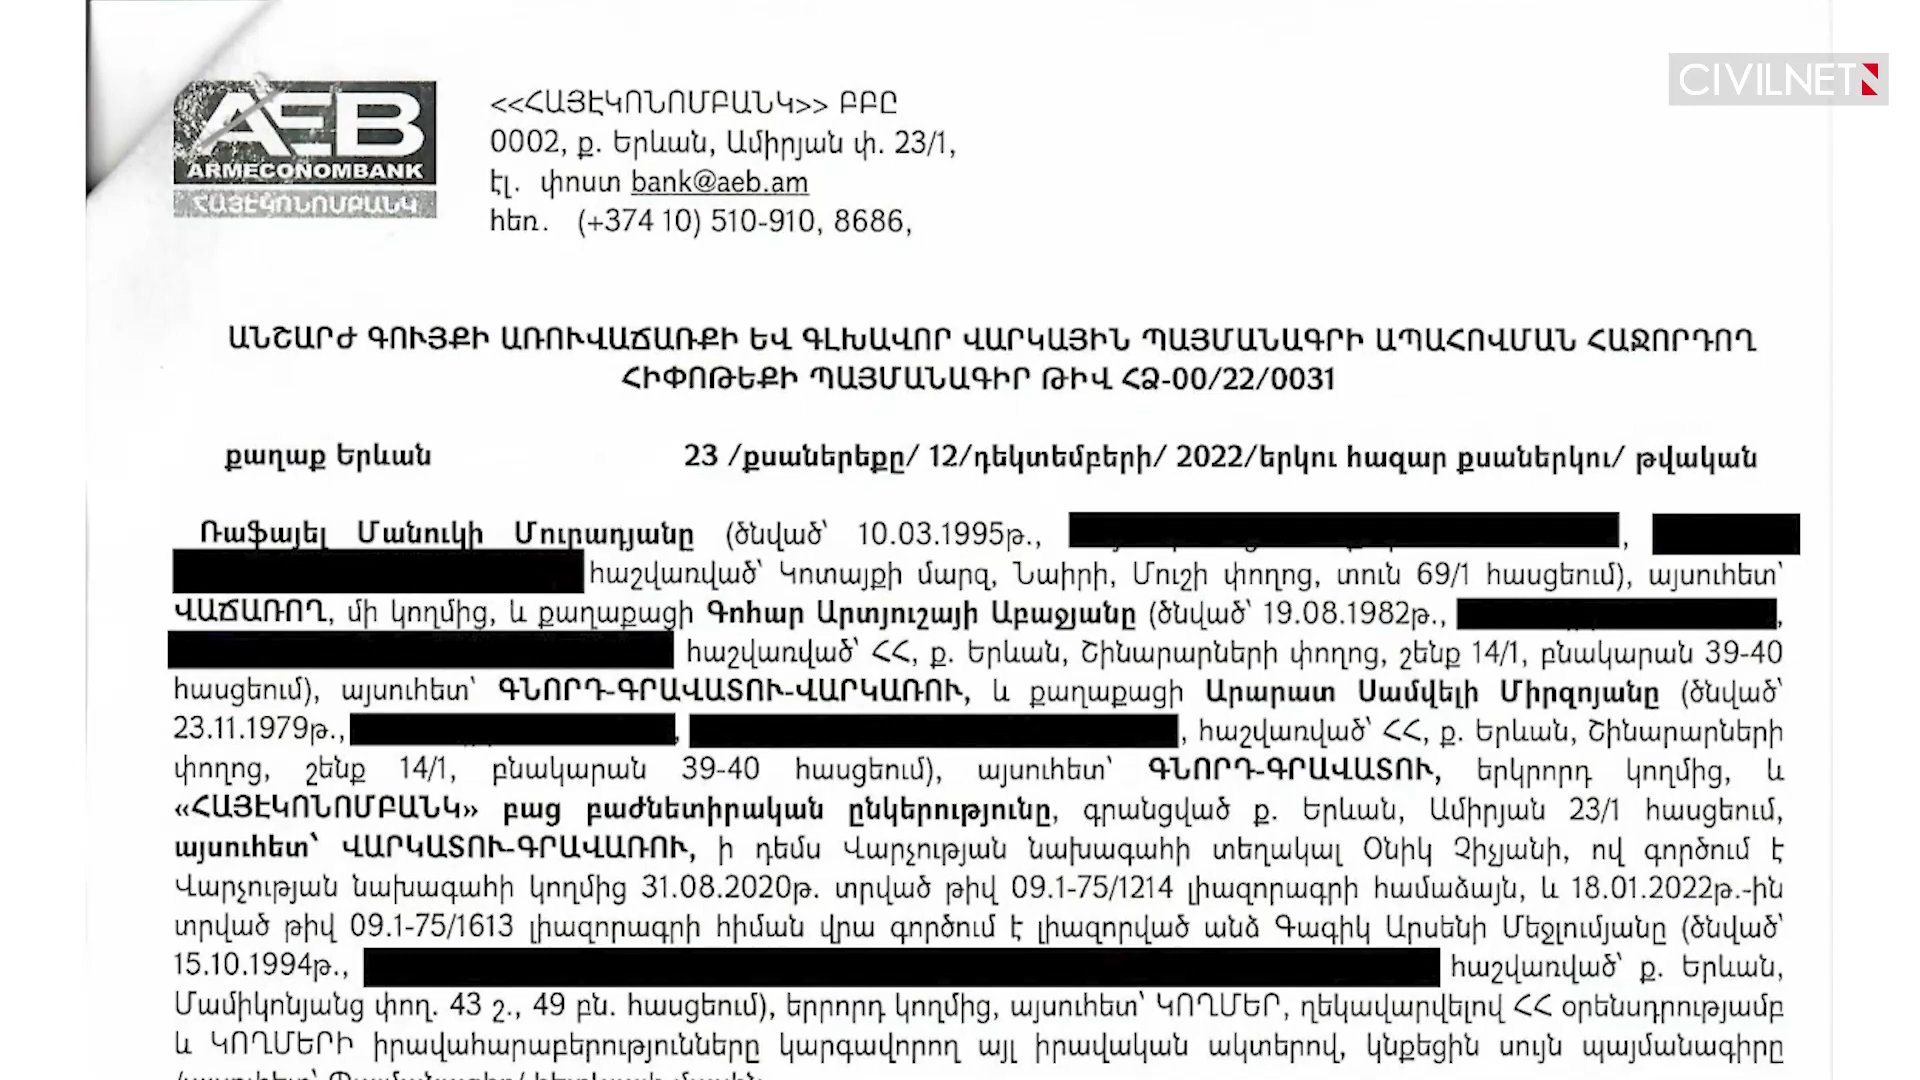 CIVILNET
AEB
ARMECONOMBANK
ՀԱՅԷԿՈՆՈՄԲԱՆԿ
<<ՀԱՅԷԿՈՆՈՄԲԱՆԿ>> ԲԲԸ
0002, ք. Երևան, Ամիրյան փ. 23/1,
էլ. փոստ bank@aeb.am
հեռ. (+374 10) 510-910, 8686,
ԱՆՇԱՐԺ ԳՈՒՅՔԻ ԱՌՈՒՎԱՃԱՌՔԻ ԵՎ ԳԼԽԱՎՈՐ ՎԱՐԿԱՅԻՆ ՊԱՅՄԱՆԱԳՐԻ ԱՊԱՀՈՎՄԱՆ ՀԱՋՈՐԴՈՂ
ՀԻՓՈԹԵՔԻ ՊԱՅՄԱՆԱԳԻՐ ԹԻՎ ՀՁ-00/22/0031
քաղաք Երևան 23 /քսաներեքը/ 12/դեկտեմբերի/ 2022/երկու հազար քսաներկու/ թվական
Ռաֆայել Մանուկի Մուրադյանը (ծնված՝ 10.03.1995թ., ,
հաշվառված՝ Կոտայքի մարզ, Նաիրի, Մուշի փողոց, տուն 69/1 հասցեում), այսուհետ՝
ՎԱՃԱՌՈՂ, մի կողմից, և քաղաքացի Գոհար Արտյուշայի Աբաջյանը (ծնված՝ 19.08.1982թ., ,
հաշվառված՝ ՀՀ, ք. Երևան, Շինարարների փողոց, շենք 14/1, բնակարան 39-40
հասցեում), այսուհետ՝ ԳՆՈՐԴ-ԳՐԱՎԱՏՈՒ-ՎԱՐԿԱՌՈՒ, և քաղաքացի Արարատ Սամվելի Միրզոյանը (ծնված՝
23.11.1979թ., , , հաշվառված՝ ՀՀ, ք. Երևան, Շինարարների
փողոց, շենք 14/1, բնակարան 39-40 հասցեում), այսուհետ՝ ԳՆՈՐԴ-ԳՐԱՎԱՏՈՒ, երկրորդ կողմից, և
«ՀԱՅԷԿՈՆՈՄԲԱՆԿ» բաց բաժնետիրական ընկերությունը, գրանցված ք. Երևան, Ամիրյան 23/1 հասցեում,
այսուհետ՝ ՎԱՐԿԱՏՈՒ-ԳՐԱՎԱՌՈՒ, ի դեմս Վարչության նախագահի տեղակալ Օնիկ Չիչյանի, ով գործում է
Վարչության նախագահի կողմից 31.08.2020թ. տրված թիվ 09.1-75/1214 լիազորագրի համաձայն, և 18.01.2022թ.-ին
տրված թիվ 09.1-75/1613 լիազորագրի հիման վրա գործում է լիազորված անձ Գագիկ Արսենի Մեջլումյանը (ծնված՝
15.10.1994թ., հաշվառված՝ ք. Երևան,
Մամիկոնյանց փող. 43 շ., 49 բն. հասցեում), երրորդ կողմից, այսուհետ՝ ԿՈՂՄԵՐ, ղեկավարվելով ՀՀ օրենսդրությամբ
և ԿՈՂՄԵՐԻ իրավահարաբերությունները կարգավորող այլ իրավական ակտերով, կնքեցին սույն պայմանագիրը